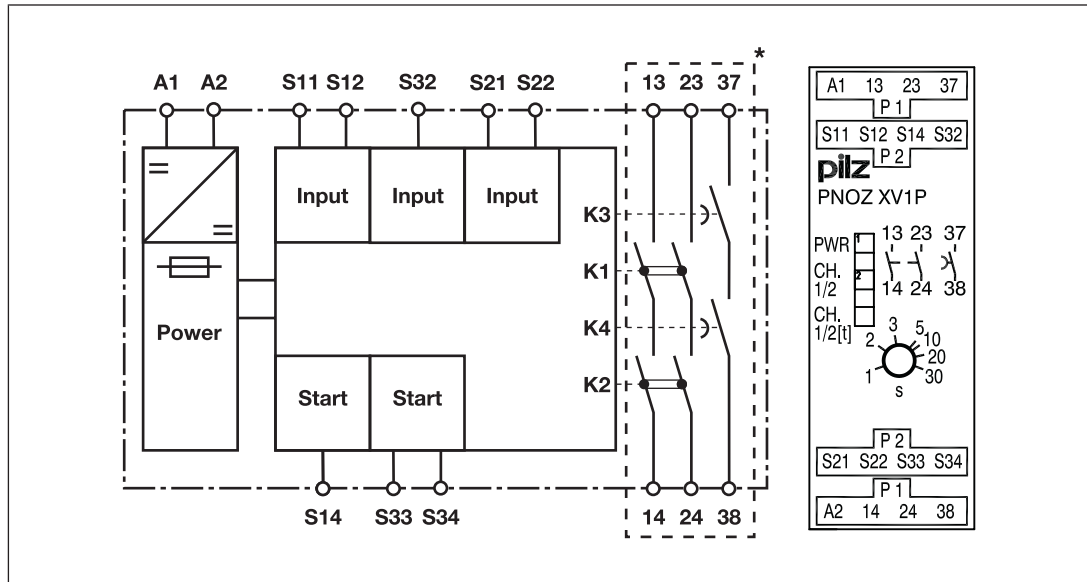 A1 A2 S11 S12 S32 S21 S22 13 23 37 *
Input Input Input
K3
K1
K4
K2
Power
Start Start
S14 S33 S34 14 24 38
A1 13 23 37
P 1
S11 S12 S14 S32
P 2
pilz
PNOZ XV1P
13 23 37
PWR 1
CH. 2
1/2
14 24 38
CH.
1/2[t]
1 2 3 5 10 20 30
s
P 2
S21 S22 S33 S34
P 1
A2 14 24 38